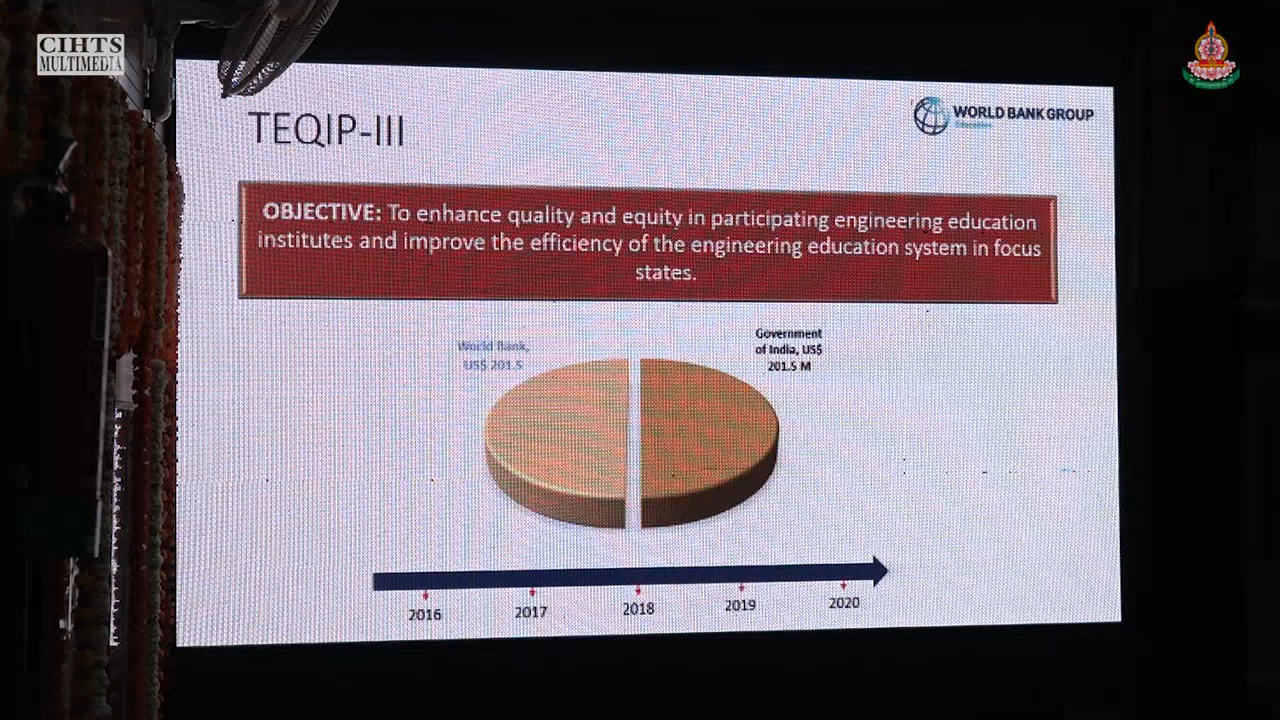 CIHTS
MULTIMEDIA
TEQIP-III
WORLD BANK GROUP
Education
OBJECTIVE: To enhance quality and equity in participating engineering education
institutes and improve the efficiency of the engineering education system in focus
states.
World Bank,
US$ 201.5
Government
of India, US$
201.5 M
2016
2017
2018
2019
2020